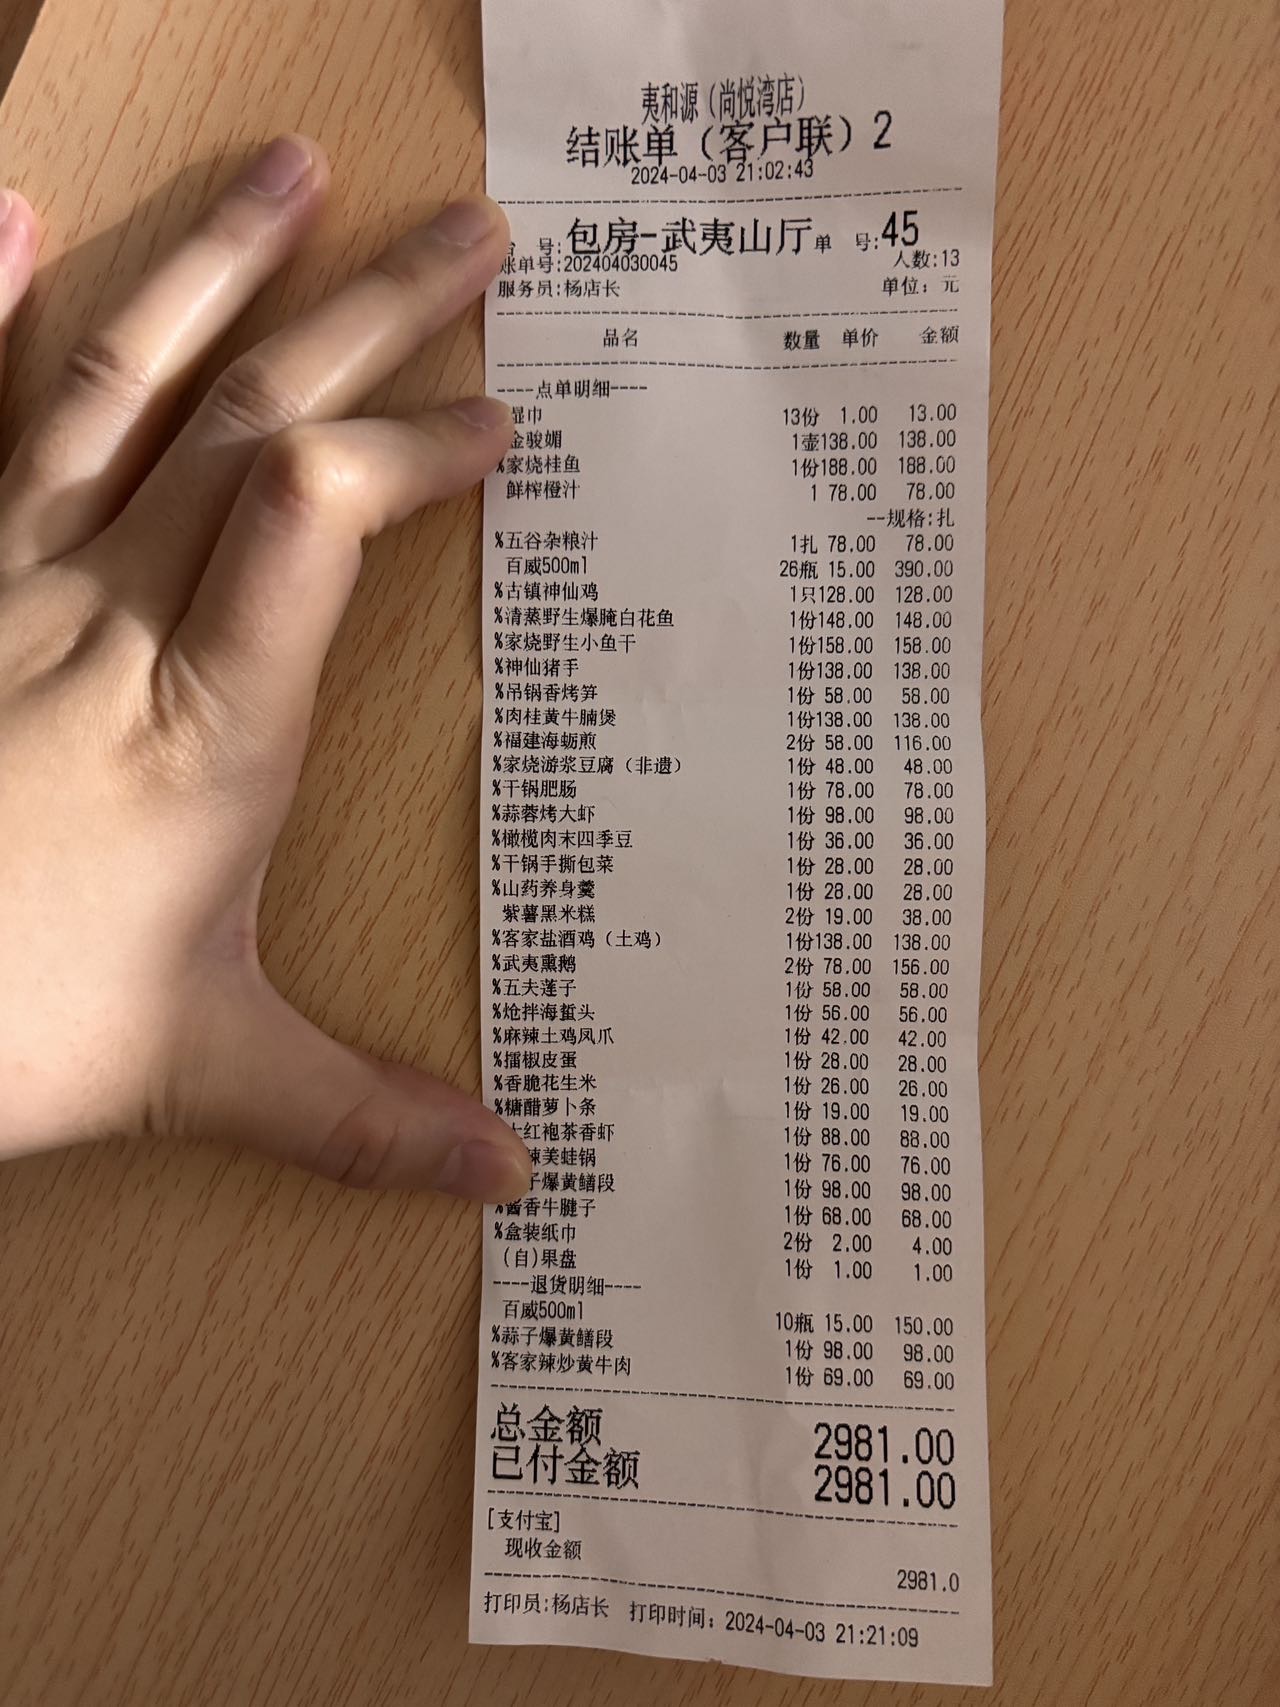 夷和源（尚悦湾店）
结账单（客户联）2
2024-04-03 21:02:43
号:包房-武夷山厅 单 号:45
账单号:202404030045 人数:13
服务员:杨店长 单位：元
品名 数量 单价 金额
----点单明细----
湿巾 13份 1.00 13.00
金骏媚 1壶138.00 138.00
%家烧桂鱼 1份188.00 188.00
鲜榨橙汁 1 78.00 78.00
--规格:扎
%五谷杂粮汁 1扎 78.00 78.00
百威500ml 26瓶 15.00 390.00
%古镇神仙鸡 1只128.00 128.00
%清蒸野生爆腌白花鱼 1份148.00 148.00
%家烧野生小鱼干 1份158.00 158.00
%神仙猪手 1份138.00 138.00
%吊锅香烤笋 1份 58.00 58.00
%肉桂黄牛腩煲 1份138.00 138.00
%福建海蛎煎 2份 58.00 116.00
%家烧游浆豆腐（非遗） 1份 48.00 48.00
%干锅肥肠 1份 78.00 78.00
%蒜蓉烤大虾 1份 98.00 98.00
%橄榄肉末四季豆 1份 36.00 36.00
%干锅手撕包菜 1份 28.00 28.00
%山药养身羹 1份 28.00 28.00
紫薯黑米糕 2份 19.00 38.00
%客家盐酒鸡（土鸡） 1份138.00 138.00
%武夷熏鹅 2份 78.00 156.00
%五夫莲子 1份 58.00 58.00
%炝拌海蜇头 1份 56.00 56.00
%麻辣土鸡凤爪 1份 42.00 42.00
%擂椒皮蛋 1份 28.00 28.00
%香脆花生米 1份 26.00 26.00
%糖醋萝卜条 1份 19.00 19.00
大红袍茶香虾 1份 88.00 88.00
辣美蛙锅 1份 76.00 76.00
子爆黄鳝段 1份 98.00 98.00
%酱香牛腱子 1份 68.00 68.00
%盒装纸巾 2份 2.00 4.00
(自)果盘 1份 1.00 1.00
----退货明细----
百威500ml 10瓶 15.00 150.00
%蒜子爆黄鳝段 1份 98.00 98.00
%客家辣炒黄牛肉 1份 69.00 69.00
总金额 2981.00
已付金额 2981.00
[支付宝]
现收金额
2981.0
打印员:杨店长 打印时间：2024-04-03 21:21:09